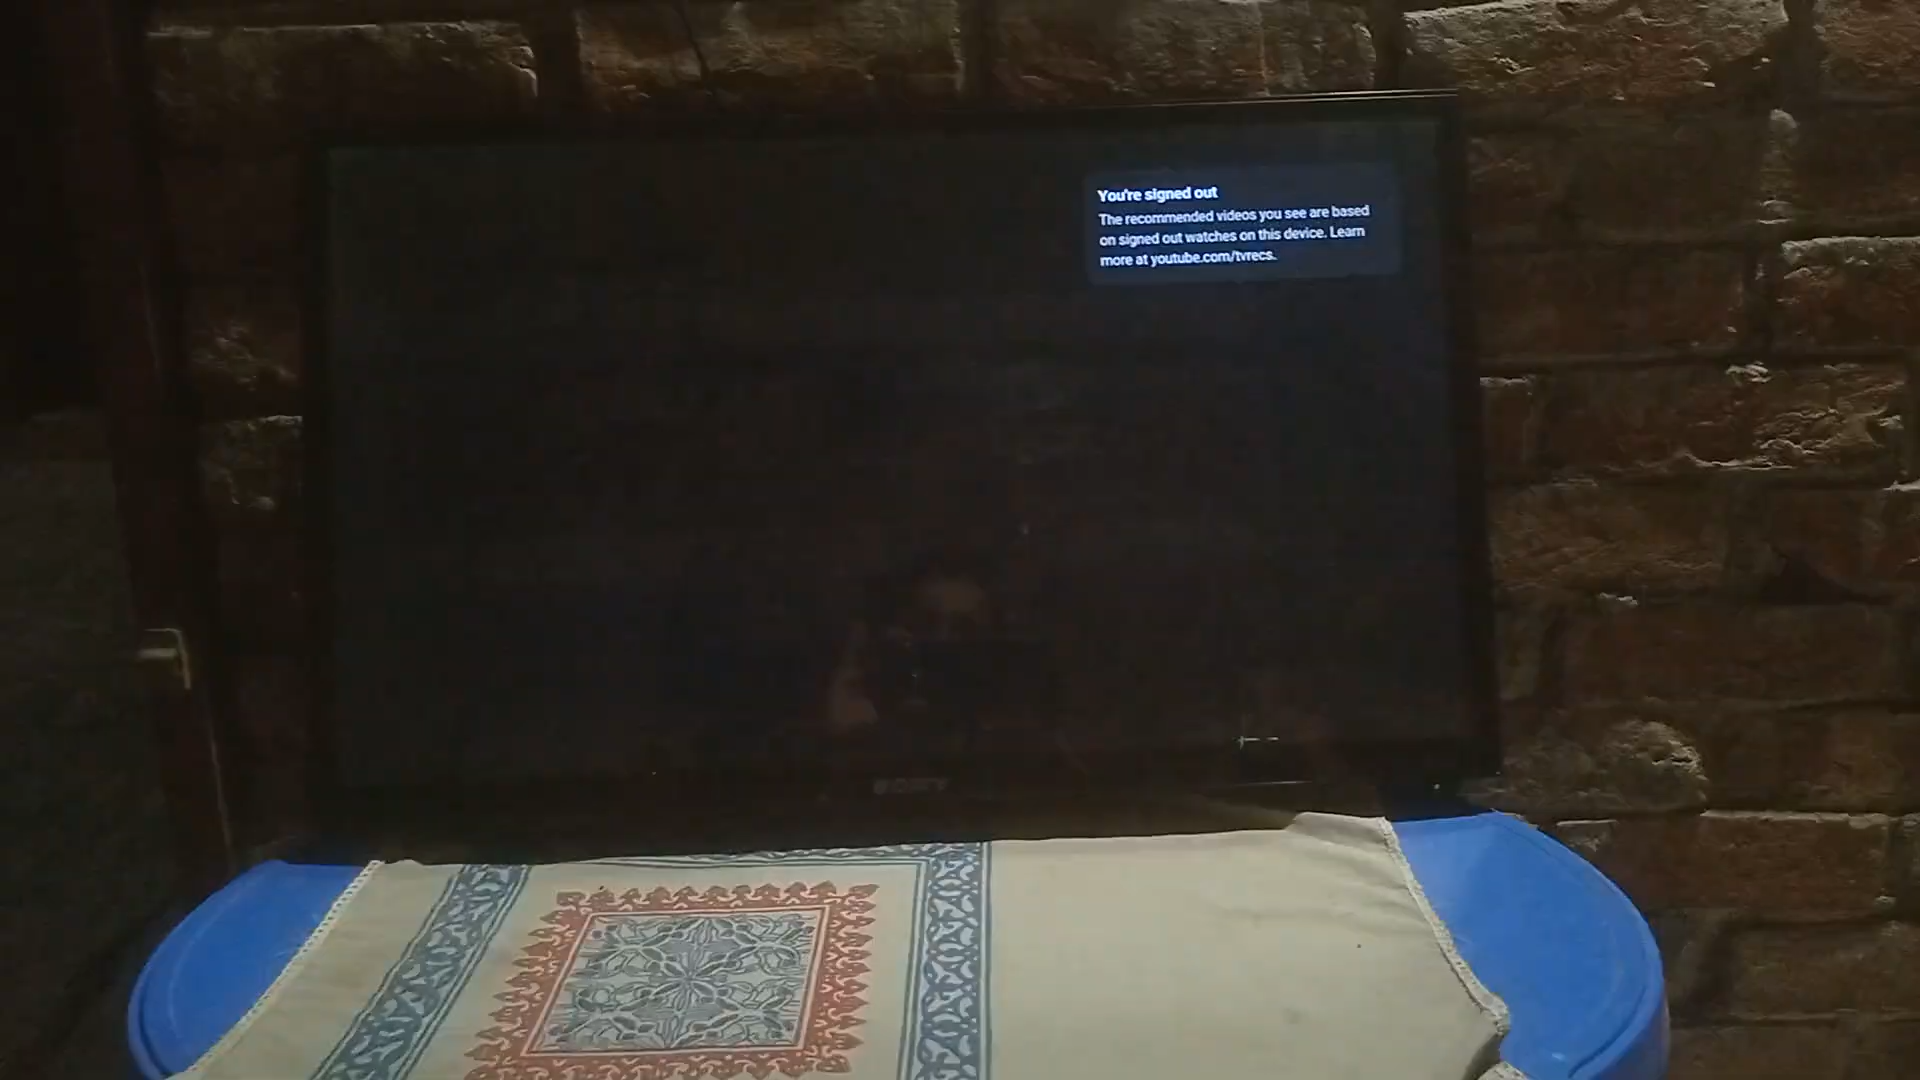 You're signed out
The recommended videos you see are based
on signed out watches on this device. Learn
more at youtube.com/tvrecs.
SONY